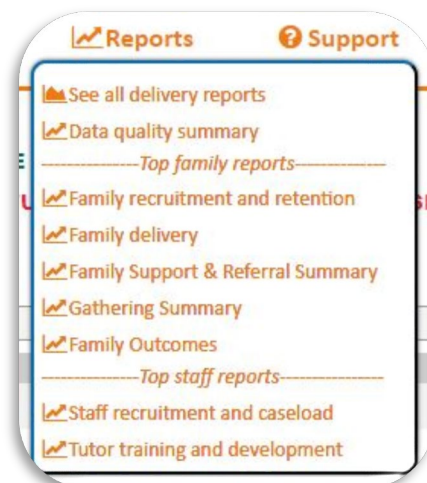 Reports Support
See all delivery reports
Data quality summary
---------------Top family reports--------------
Family recruitment and retention
Family delivery
Family Support & Referral Summary
Gathering Summary
Family Outcomes
---------------Top staff reports----------------
Staff recruitment and caseload
Tutor training and development